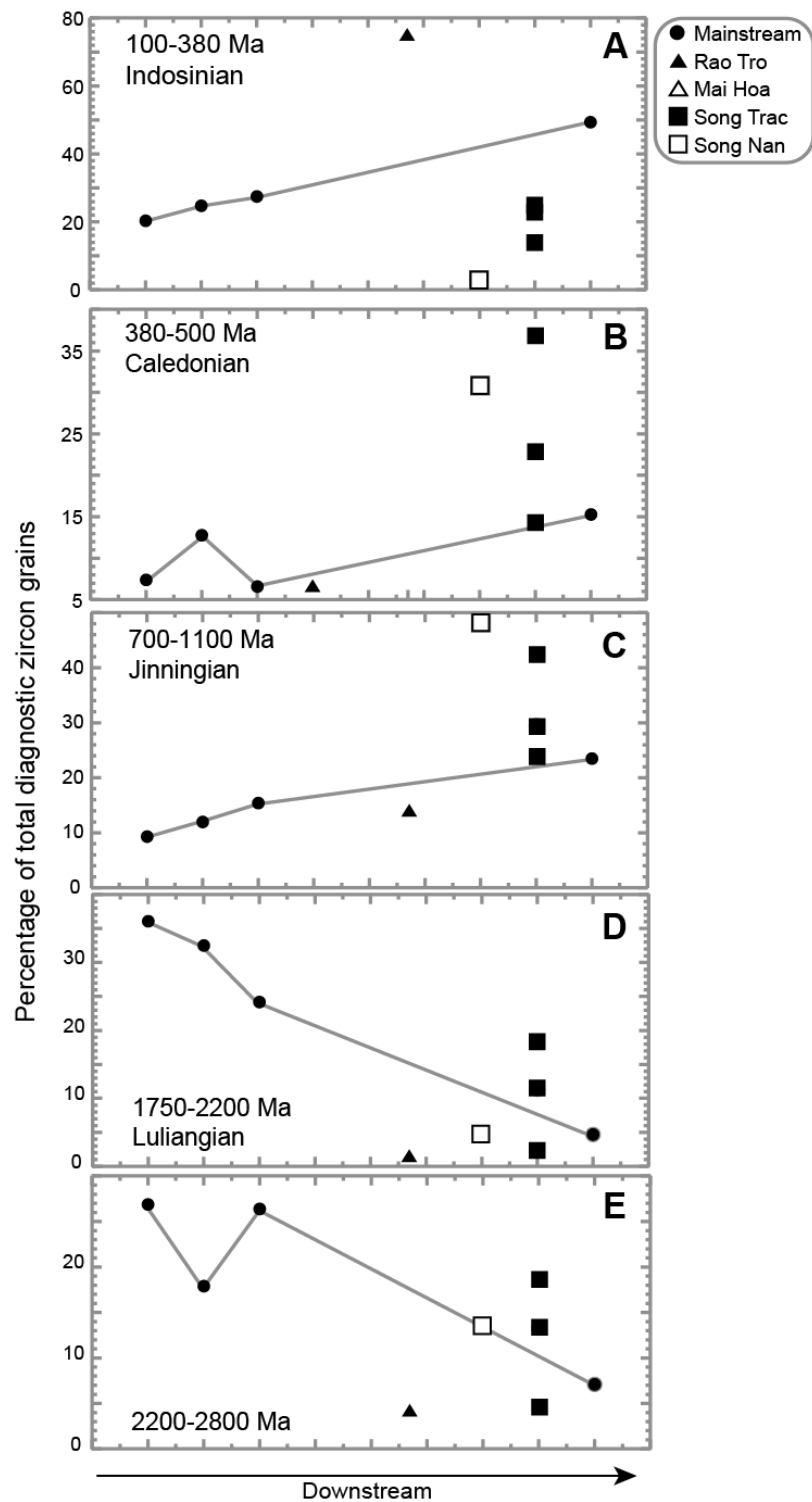 80
60
40
20
0
100-380 Ma
Indosinian
A
Mainstream
Rao Tro
Mai Hoa
Song Trac
Song Nan
35
25
15
5
380-500 Ma
Caledonian
B
Percentage of total diagnostic zircon grains
40
30
20
10
0
700-1100 Ma
Jinningian
C
30
20
10
0
1750-2200 Ma
Luliangian
D
20
10
0
2200-2800 Ma
E
Downstream